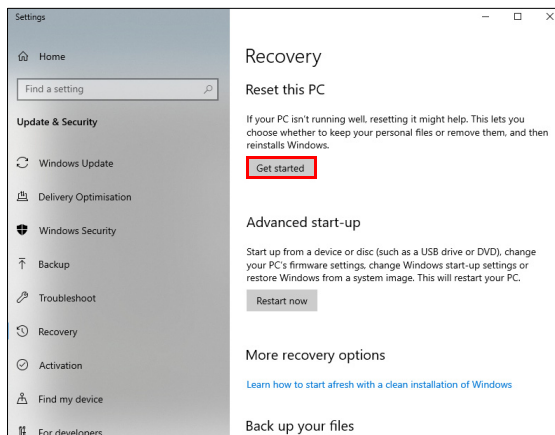 Settings
Home
Find a setting
Update & Security
Windows Update
Delivery Optimisation
Windows Security
Backup
Troubleshoot
Recovery
Activation
Find my device
For developers
Recovery
Reset this PC
If your PC isn't running well, resetting it might help. This lets you
choose whether to keep your personal files or remove them, and then
reinstalls Windows.
Get started
Advanced start-up
Start up from a device or disc (such as a USB drive or DVD), change
your PC's firmware settings, change Windows start-up settings or
restore Windows from a system image. This will restart your PC.
Restart now
More recovery options
Learn how to start afresh with a clean installation of Windows
Back up your files